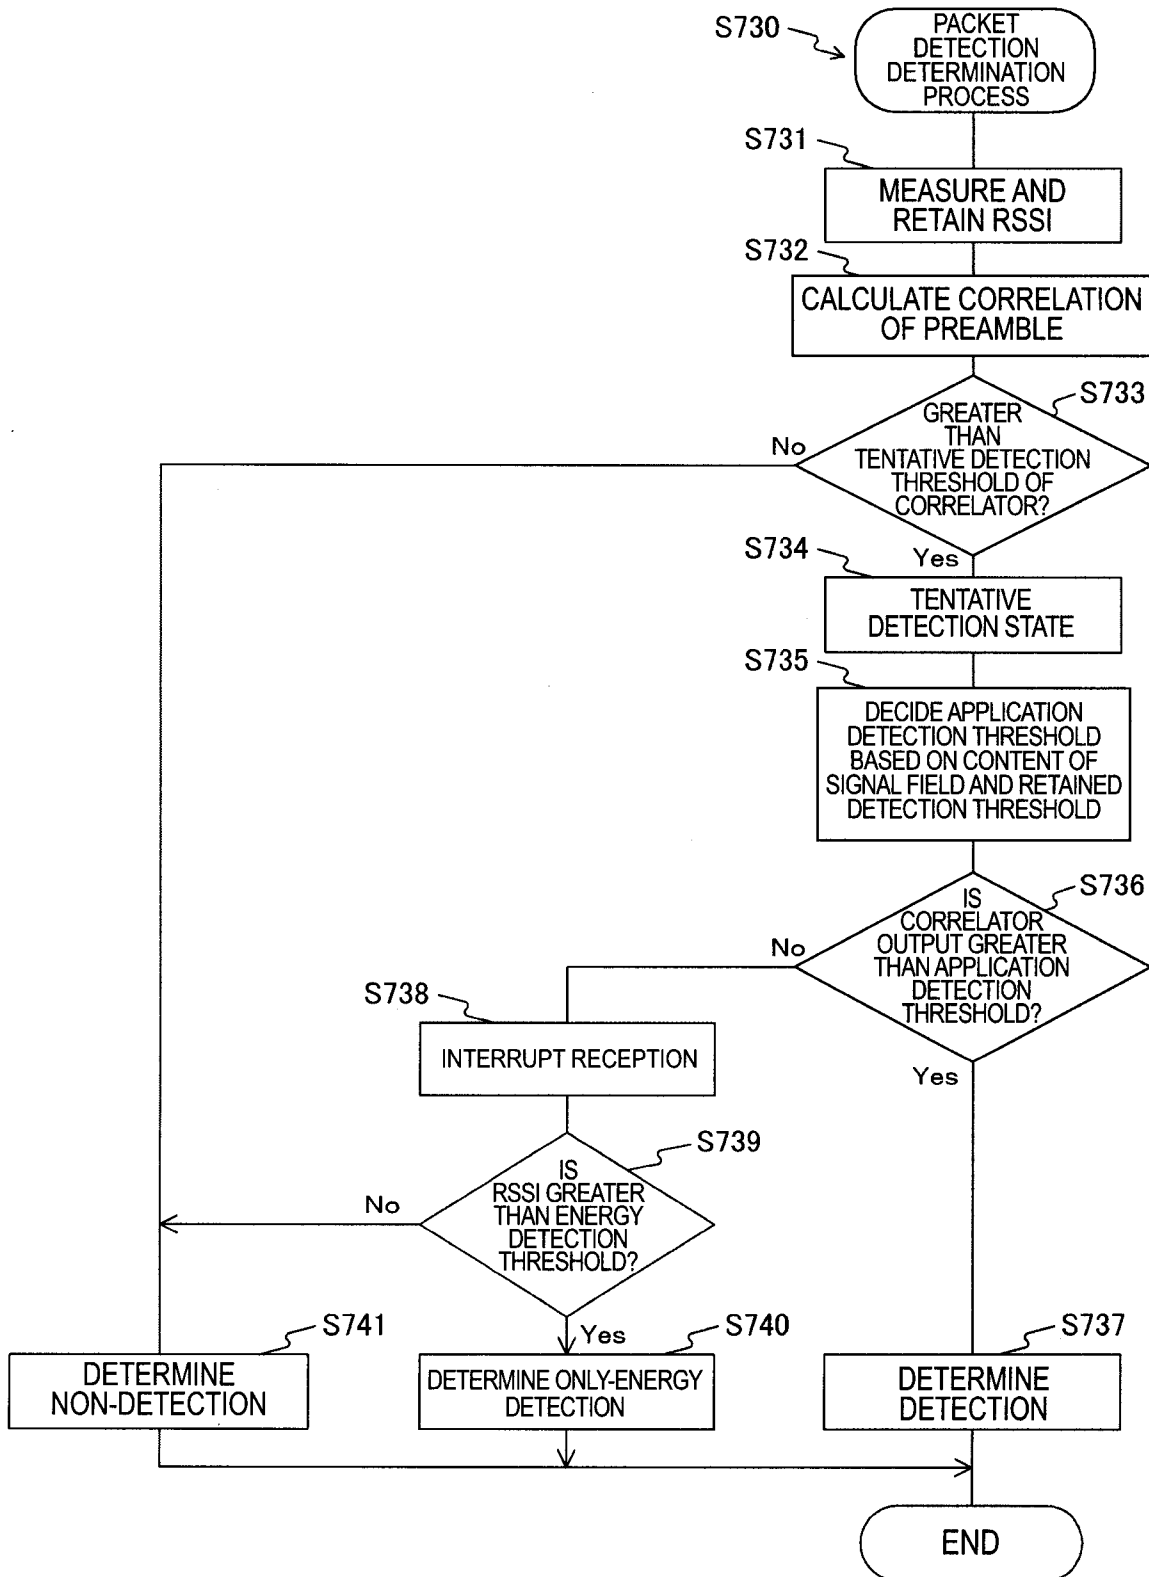 S730
PACKET
DETECTION
DETERMINATION
PROCESS
S731
MEASURE AND
RETAIN RSSI
S732
CALCULATE CORRELATION
OF PREAMBLE
S733
GREATER
THAN
TENTATIVE DETECTION
THRESHOLD OF
CORRELATOR?
No
Yes
S734
TENTATIVE
DETECTION STATE
S735
DECIDE APPLICATION
DETECTION THRESHOLD
BASED ON CONTENT OF
SIGNAL FIELD AND RETAINED
DETECTION THRESHOLD
S736
IS
CORRELATOR
OUTPUT GREATER
THAN APPLICATION
DETECTION
THRESHOLD?
No
Yes
S738
INTERRUPT RECEPTION
S739
IS
RSSI GREATER
THAN ENERGY
DETECTION
THRESHOLD?
No
Yes
S741
DETERMINE
NON-DETECTION
S740
DETERMINE ONLY-ENERGY
DETECTION
S737
DETERMINE
DETECTION
END